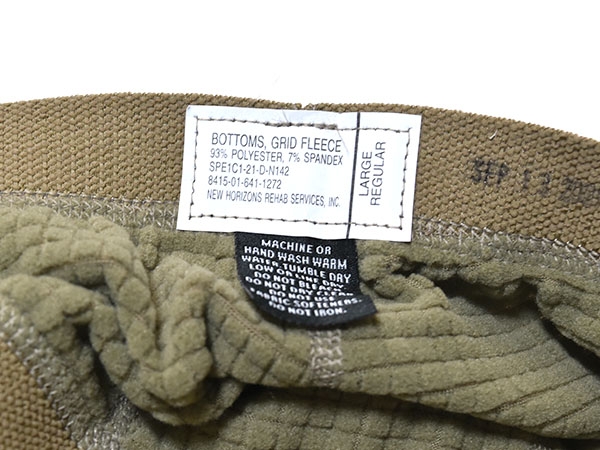 BOTTOMS, GRID FLEECE
93% POLYESTER, 7% SPANDEX
SPE1C1-21-D-N142
8415-01-641-1272
NEW HORIZONS REHAB SERVICES, INC.
LARGE
REGULAR
SEP
MACHINE OR
HAND WASH WARM
WATER TUMBLE DRY
LOW OR LINE DRY
DO NOT BLEACH
DO NOT DRY CLEAN
DO NOT USE
FABRIC SOFTENERS.
DO NOT IRON.